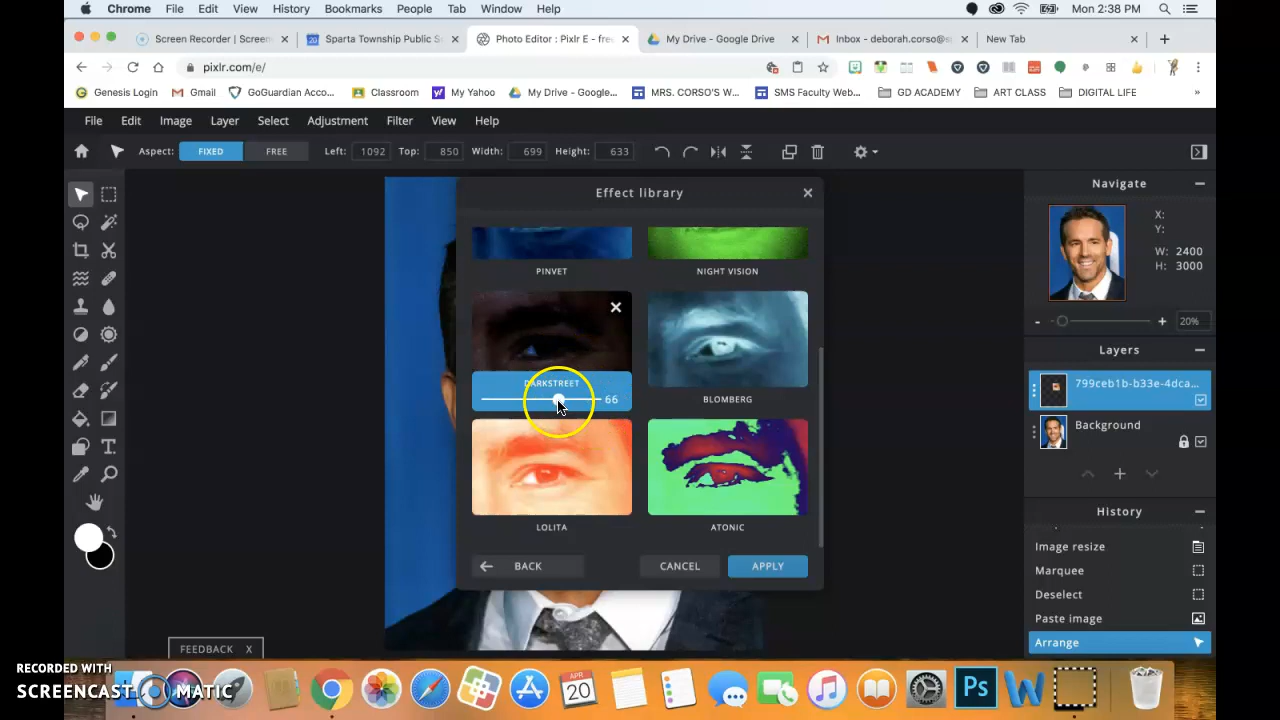 Chrome File Edit View History Bookmarks People Tab Window Help Mon 2:38 PM
Screen Recorder | Screen Sparta Township Public S Photo Editor : Pixlr E - fre My Drive - Google Drive Inbox - deborah.corso@s New Tab
pixlr.com/e/
Genesis Login Gmail GoGuardian Acco... Classroom My Yahoo My Drive - Google... MRS. CORSO'S W... SMS Faculty Web... GD ACADEMY ART CLASS DIGITAL LIFE »
File Edit Image Layer Select Adjustment Filter View Help
Aspect: FIXED FREE Left: 1092 Top: 850 Width: 699 Height: 633
Effect library
PINVET NIGHT VISION
DARKSTREET
66
BLOMBERG
LOLITA ATONIC
BACK CANCEL APPLY
Navigate
X:
Y:
W: 2400
H: 3000
20%
Layers
799ceb1b-b33e-4dca...
Background
History
Image resize
Marquee
Deselect
Paste image
Arrange
FEEDBACK X
RECORDED WITH
SCREENCAST MATIC
APR
20
Ps